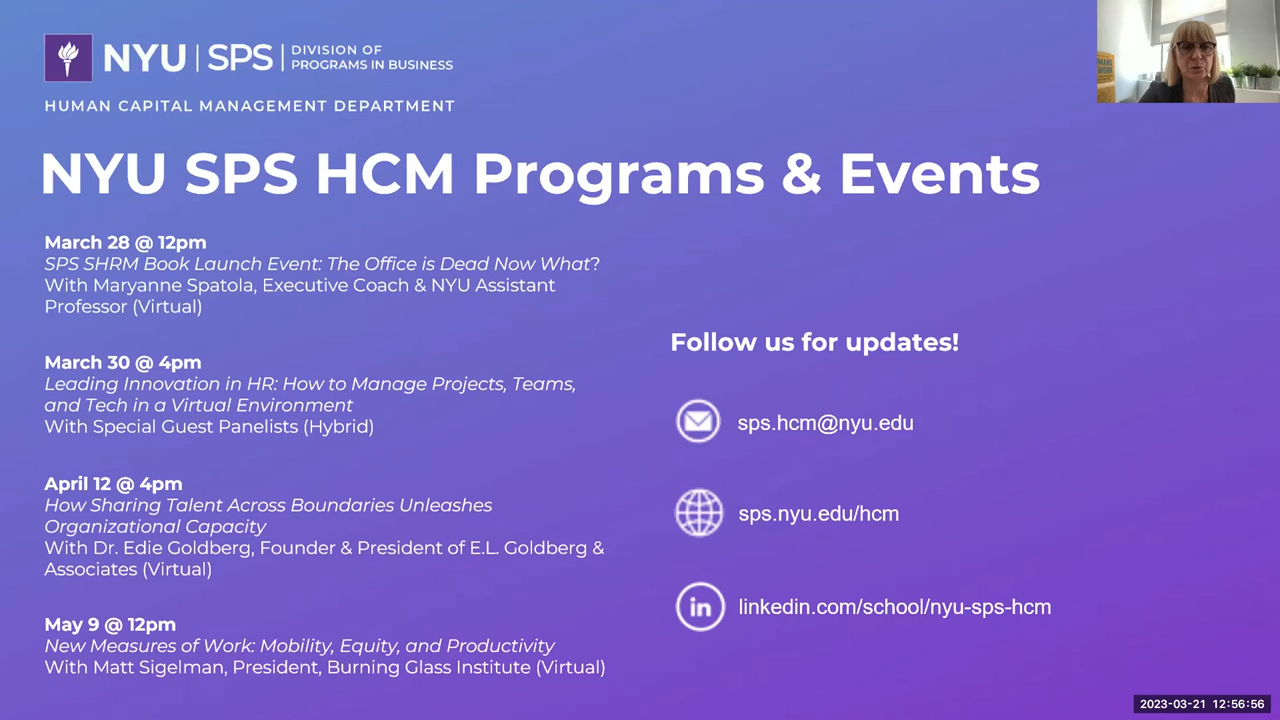 NYU | SPS | DIVISION OF
PROGRAMS IN BUSINESS
HUMAN CAPITAL MANAGEMENT DEPARTMENT
NYU SPS HCM Programs & Events
March 28 @ 12pm
SPS SHRM Book Launch Event: The Office is Dead Now What?
With Maryanne Spatola, Executive Coach & NYU Assistant
Professor (Virtual)
March 30 @ 4pm
Leading Innovation in HR: How to Manage Projects, Teams,
and Tech in a Virtual Environment
With Special Guest Panelists (Hybrid)
April 12 @ 4pm
How Sharing Talent Across Boundaries Unleashes
Organizational Capacity
With Dr. Edie Goldberg, Founder & President of E.L. Goldberg &
Associates (Virtual)
May 9 @ 12pm
New Measures of Work: Mobility, Equity, and Productivity
With Matt Sigelman, President, Burning Glass Institute (Virtual)
Follow us for updates!
sps.hcm@nyu.edu
sps.nyu.edu/hcm
in
linkedin.com/school/nyu-sps-hcm
2023-03-21 12:56:56